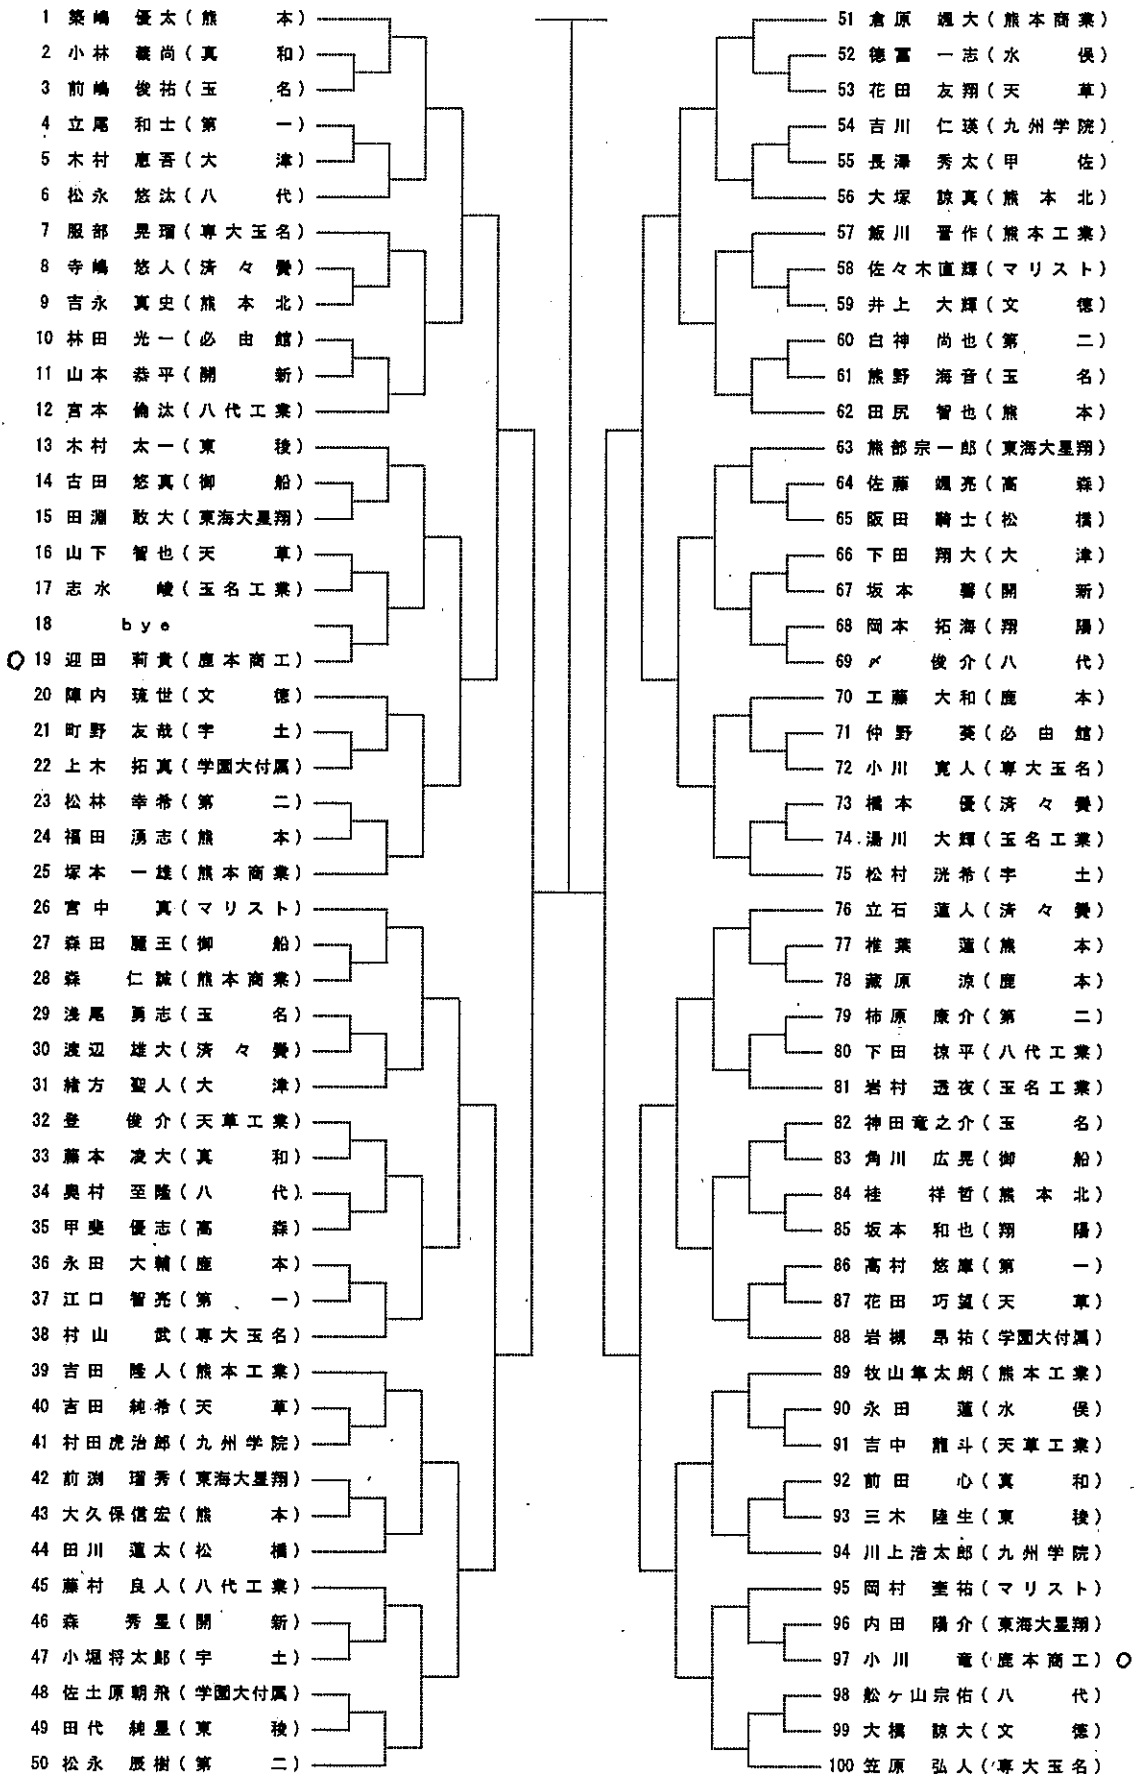 1 築嶋 優太(熊 本)
2 小林 義尚(真 和)
3 前嶋 俊祐(玉 名)
4 立尾 和士(第 一)
5 木村 恵吾(大 津)
6 松永 悠汰(八 代)
7 服部 晃瑠(専大玉名)
8 寺嶋 悠人(済 々 黌)
9 吉永 真史(熊 本 北)
10 林田 光一(必 由 館)
11 山本 恭平(開 新)
12 宮本 倫汰(八代工業)
13 木村 太一(東 稜)
14 古田 悠真(御 船)
15 田淵 敢大(東海大星翔)
16 山下 智也(天 草)
17 志水 崚(玉名工業)
18 bye
19 迎田 莉貴(鹿本商工)
20 陣内 琉世(文 徳)
21 町野 友哉(宇 土)
22 上木 拓真(学園大付属)
23 松林 幸希(第 二)
24 福田 湧志(熊 本)
25 塚本 一雄(熊本商業)
26 宮中 真(マリスト)
27 森田 龍王(御 船)
28 森 仁誠(熊本商業)
29 浅尾 勇志(玉 名)
30 渡辺 雄大(済 々 黌)
31 緒方 聖人(大 津)
32 登 俊介(天草工業)
33 藤本 凌大(真 和)
34 奥村 至隆(八 代)
35 甲斐 優志(高 森)
36 永田 大輔(鹿 本)
37 江口 智亮(第 一)
38 村山 武(専大玉名)
39 吉田 隆人(熊本工業)
40 吉田 純希(天 草)
41 村田虎治郎(九州学院)
42 前渕 瑠秀(東海大星翔)
43 大久保信宏(熊 本)
44 田川 蓮太(松 橋)
45 藤村 良人(八代工業)
46 森 秀星(開 新)
47 小堀将太郎(宇 土)
48 佐土原朝飛(学園大付属)
49 田代 純星(東 稜)
50 松永 辰樹(第 二)
51 倉原 颯大(熊本商業)
52 徳冨 一志(水 俣)
53 花田 友翔(天 草)
54 吉川 仁瑛(九州学院)
55 長澤 秀太(甲 佐)
56 大塚 諒真(熊 本 北)
57 飯川 晋作(熊本工業)
58 佐々木直輝(マリスト)
59 井上 大輝(文 徳)
60 白神 尚也(第 二)
61 熊野 海音(玉 名)
62 田尻 智也(熊 本)
63 熊部宗一郎(東海大星翔)
64 佐藤 颯亮(高 森)
65 阪田 騎士(松 橋)
66 下田 翔大(大 津)
67 坂本 馨(開 新)
68 岡本 拓海(翔 陽)
69 〆 俊介(八 代)
70 工藤 大和(鹿 本)
71 仲野 葵(必 由 館)
72 小川 寛人(専大玉名)
73 橋本 優(済 々 黌)
74 湯川 大輝(玉名工業)
75 松村 洸希(宇 土)
76 立石 蓮人(済 々 黌)
77 椎葉 蓮(熊 本)
78 蔵原 涼(鹿 本)
79 柿原 康介(第 二)
80 下田 椋平(八代工業)
81 岩村 透夜(玉名工業)
82 神田竜之介(玉 名)
83 角川 広晃(御 船)
84 桂 祥哲(熊 本 北)
85 坂本 和也(翔 陽)
86 高村 悠摩(第 一)
87 花田 巧望(天 草)
88 岩槻 昂祐(学園大付属)
89 牧山隼太朗(熊本工業)
90 永田 蓮(水 俣)
91 吉中 龍斗(天草工業)
92 前田 心(真 和)
93 三木 陸生(東 稜)
94 川上浩太郎(九州学院)
95 岡村 奎祐(マリスト)
96 内田 陽介(東海大星翔)
97 小川 竜(鹿本商工)
98 舩ヶ山宗佑(八 代)
99 大橋 諒大(文 徳)
100 笠原 弘人(専大玉名)